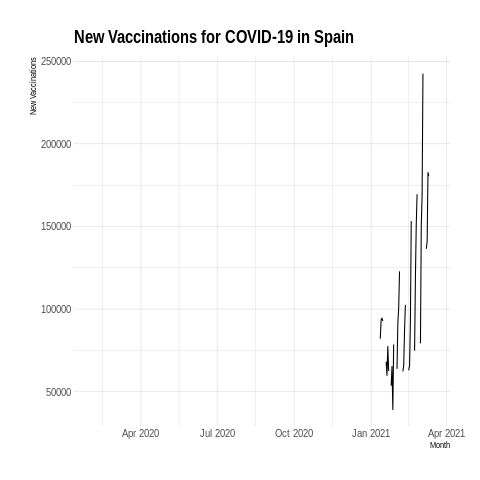 New Vaccinations for COVID-19 in Spain
New Vaccinations
250000
200000
150000
100000
50000
Apr 2020
Jul 2020
Oct 2020
Jan 2021
Apr 2021
Month